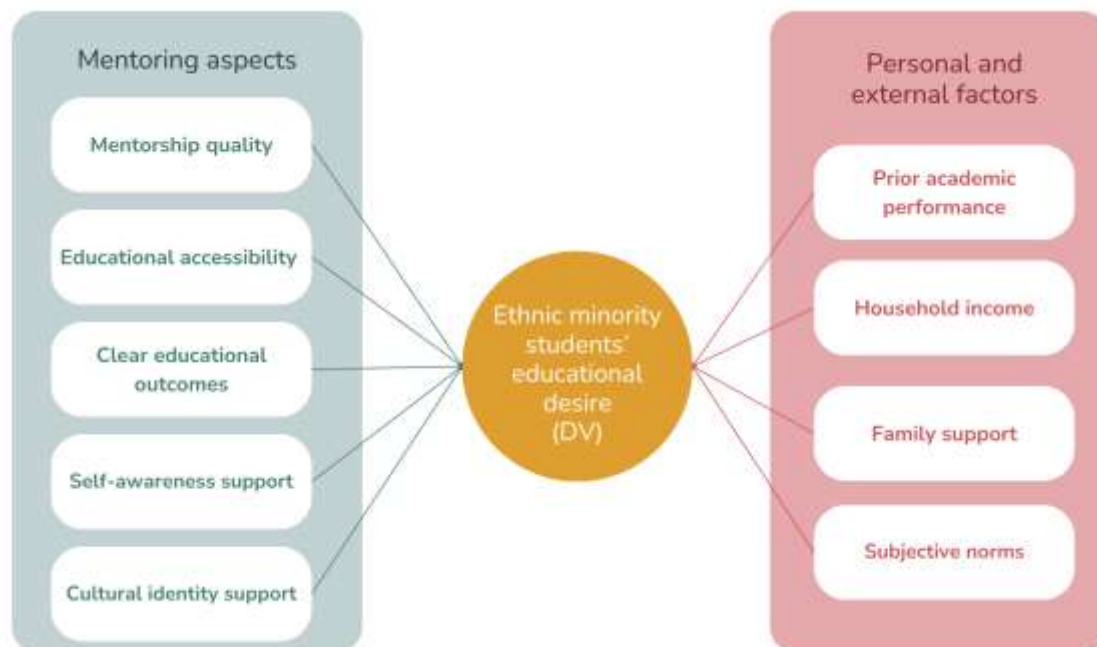 Mentoring aspects
Mentorship quality
Educational accessibility
Clear educational
outcomes
Self-awareness support
Cultural identity support
Ethnic minority
students’
educational
desire
(DV)
Personal and
external factors
Prior academic
performance
Household income
Family support
Subjective norms